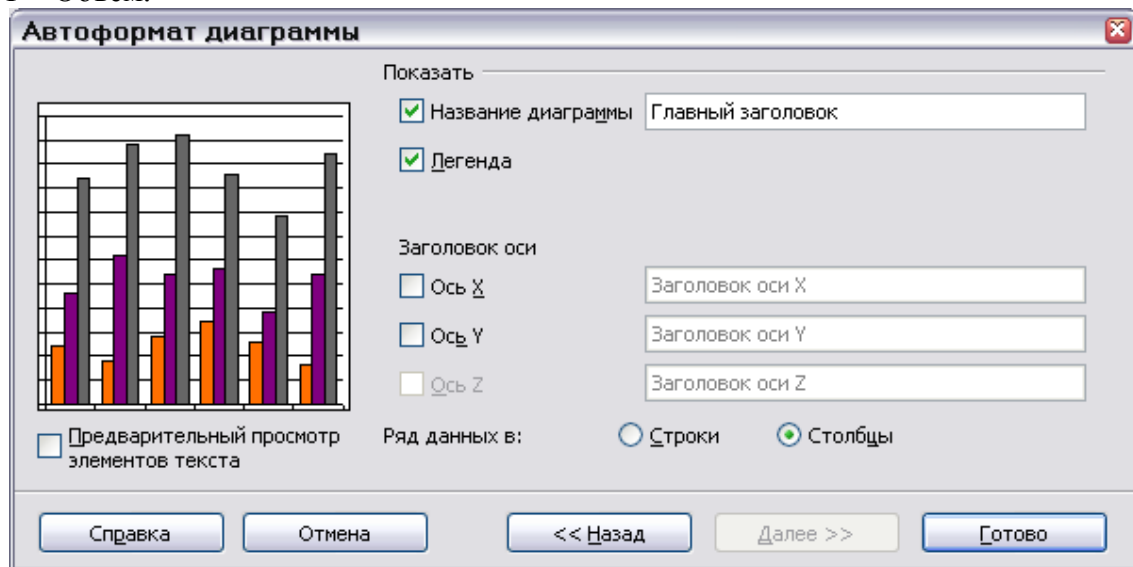 Автоформат диаграммы
Показать
Название диаграммы Главный заголовок
Легенда
Заголовок оси
Ось X Заголовок оси X
Ось Y Заголовок оси Y
Ось Z Заголовок оси Z
Предварительный просмотр
элементов текста
Ряд данных в: Строки Столбцы
Справка Отмена << Назад Далее >> Готово